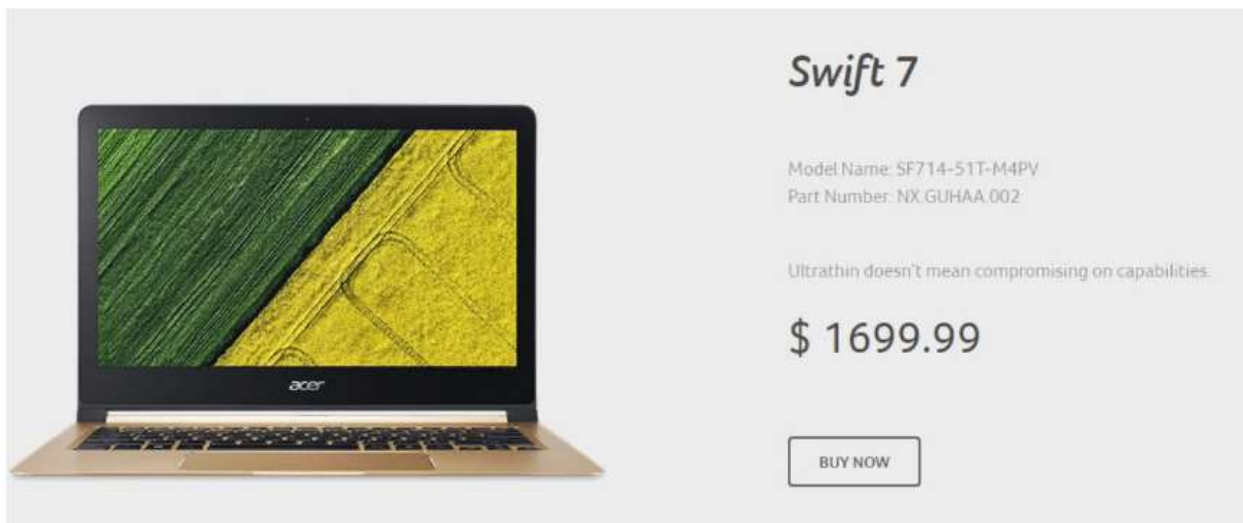 Swift 7
Model Name: SF714-51T-M4PV
Part Number: NX.GUHAA.002
Ultrathin doesn't mean compromising on capabilities.
$ 1699.99
acer
BUY NOW